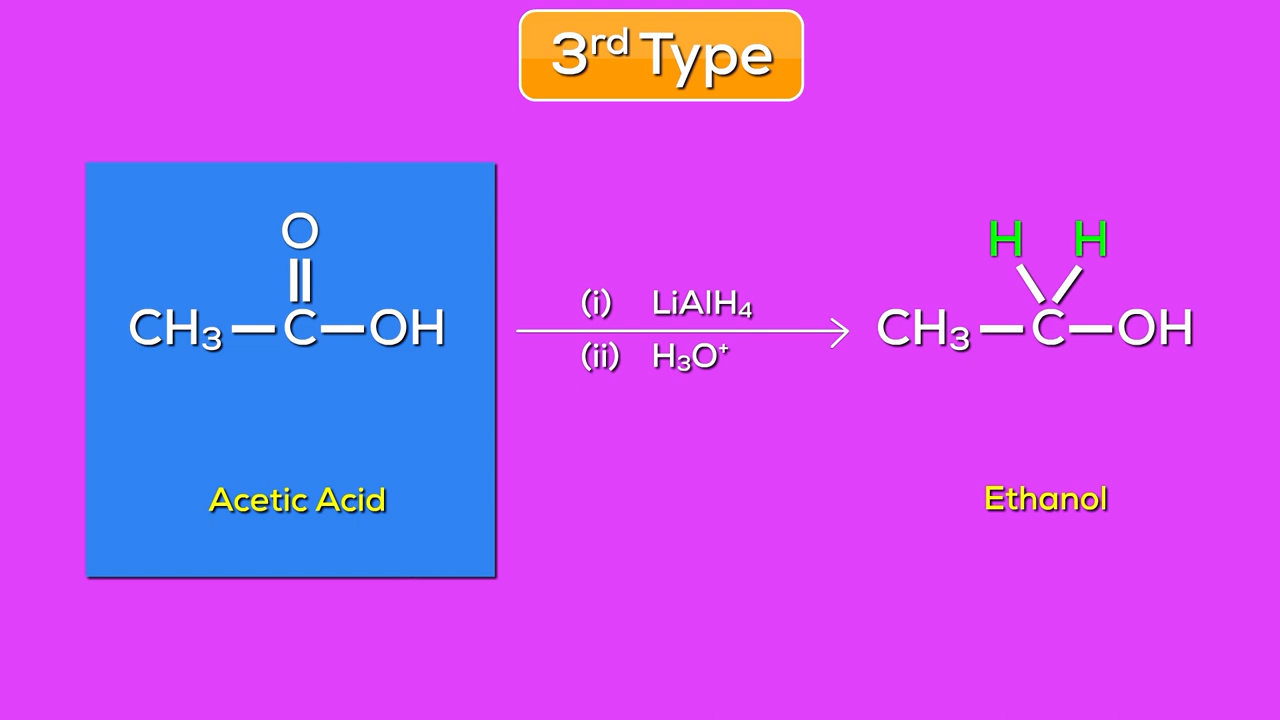 3rd Type
O
CH₃—C—OH
(i) LiAlH₄
(ii) H₃O⁺
H H
CH₃—C—OH
Acetic Acid
Ethanol